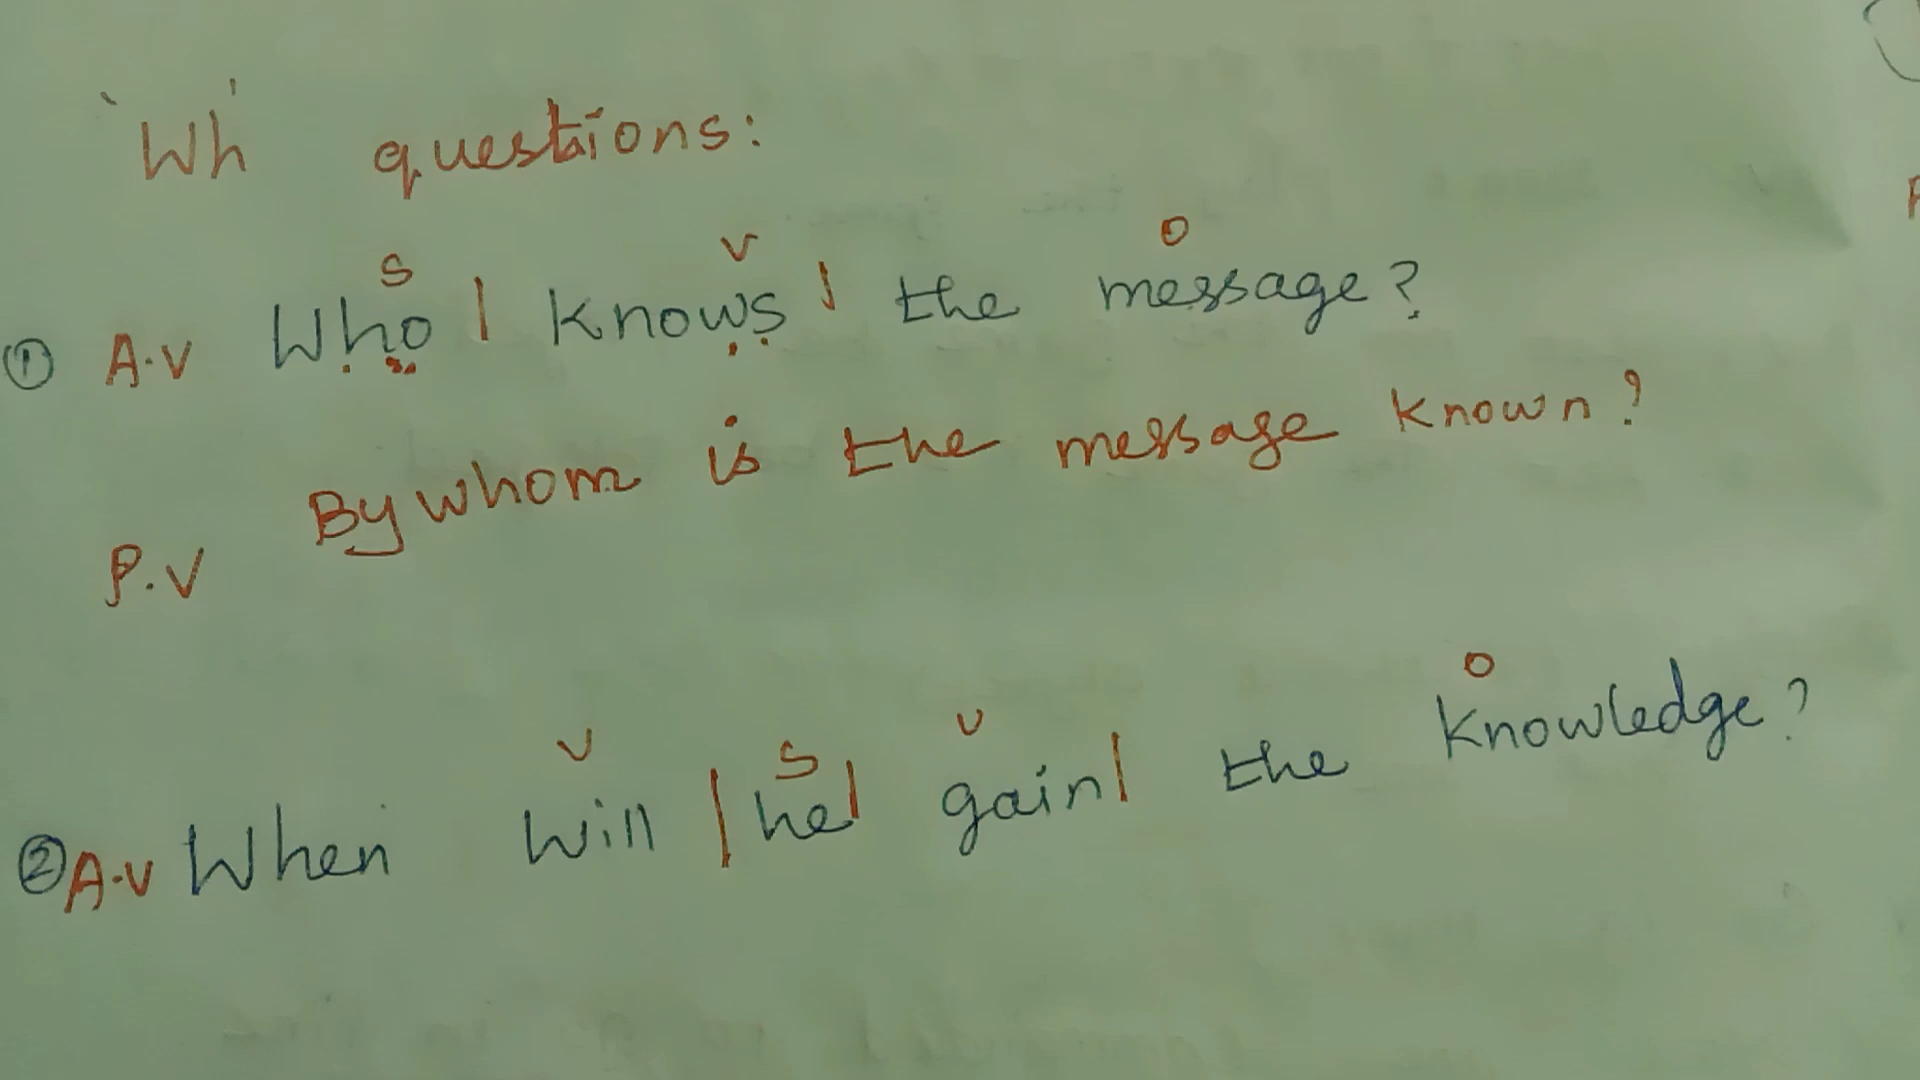 'Wh' questions:
S V O
① A.V Who | knows | the message?
P.V By whom is the message known?
V S V O
② A.V When will | he | gain | the knowledge?